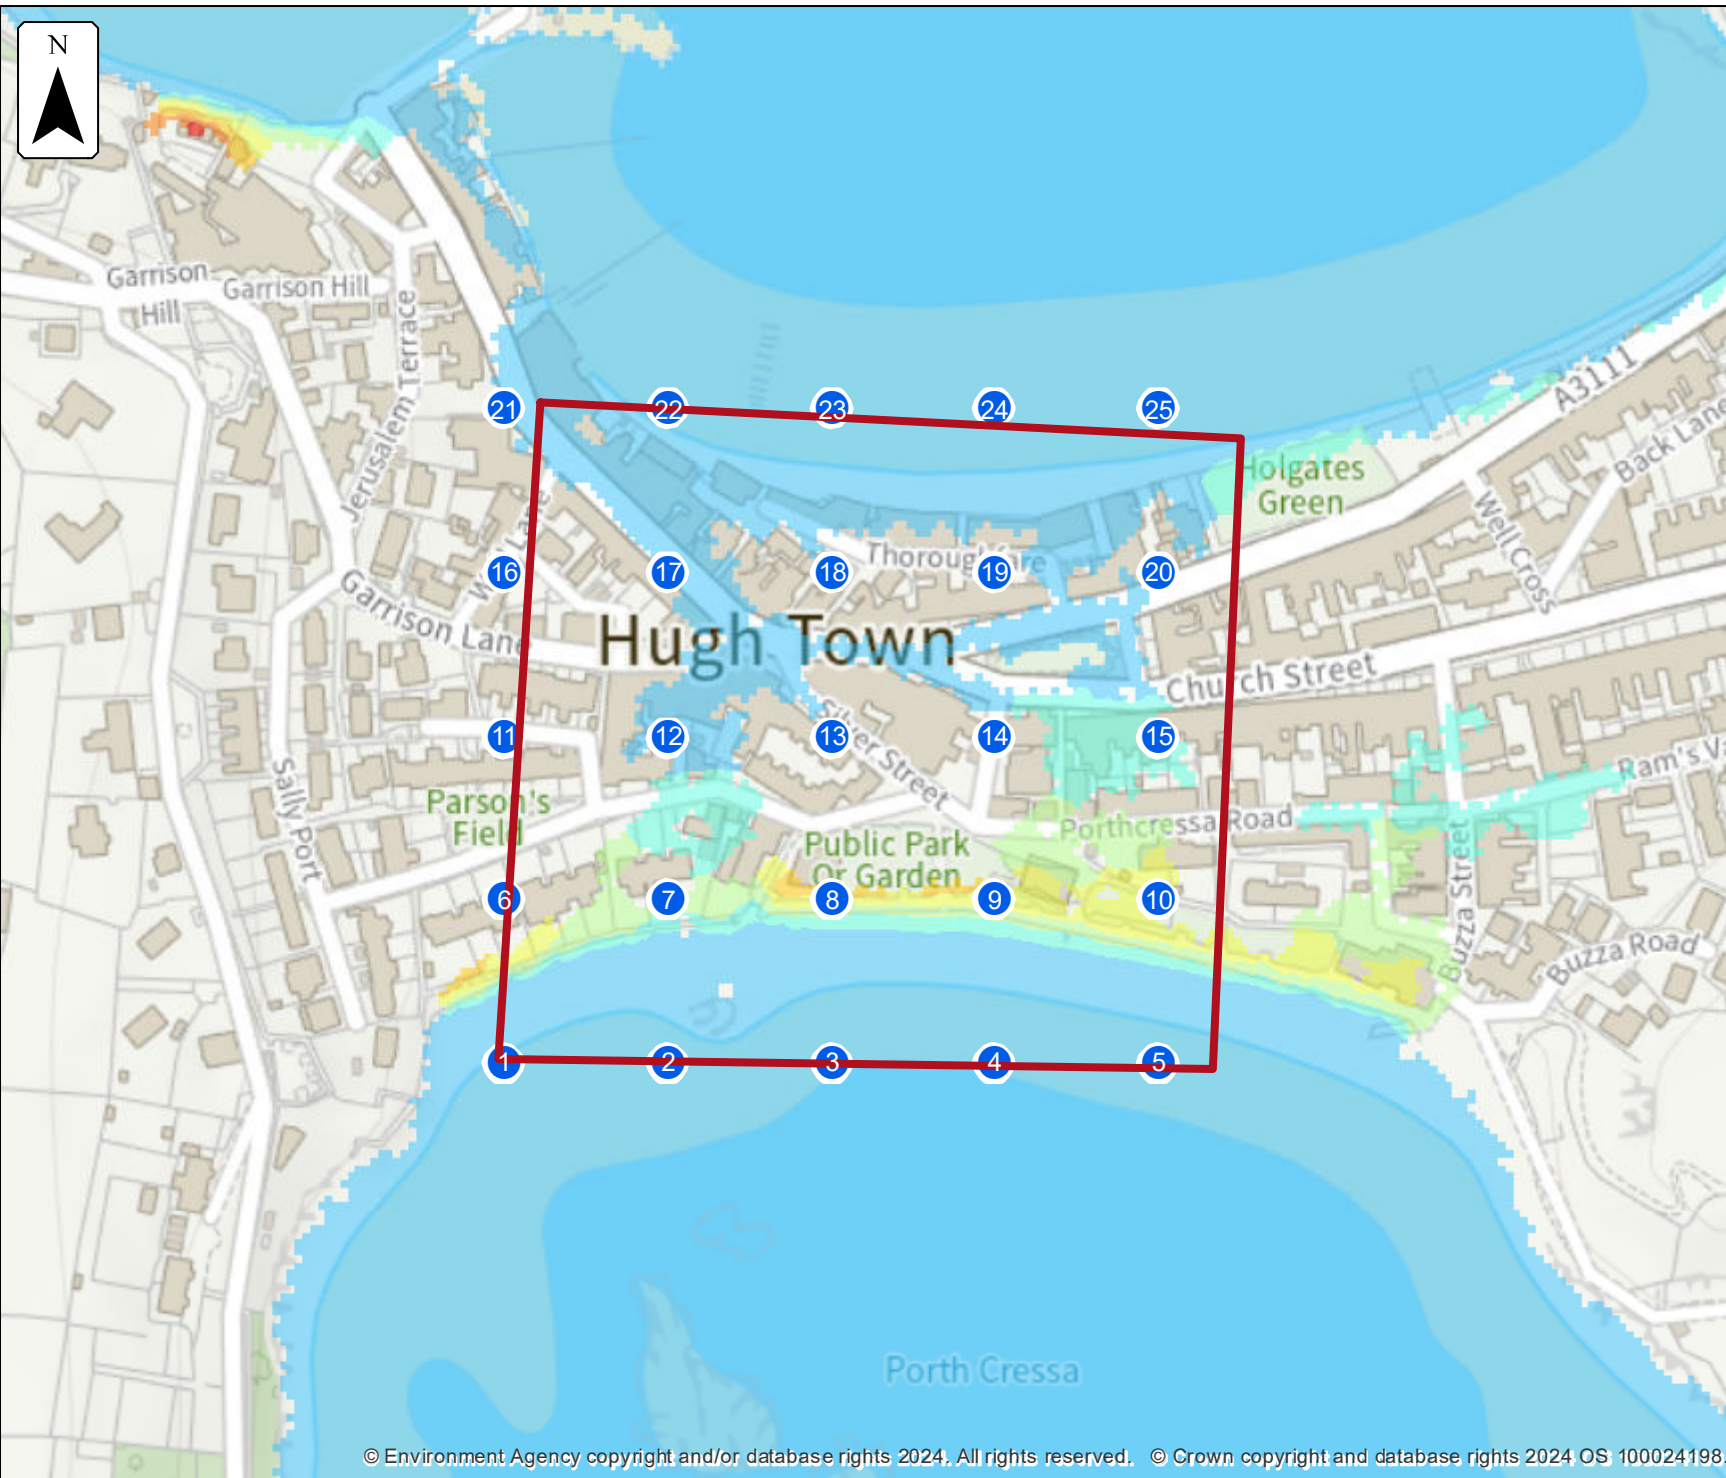 N
Garrison
Hill
Garrison Hill
Jerusalem Terrace
A3111
Back Lane
21
22
23
24
25
Holgates
Green
Well Cross
16
17
18
Thoroughfare
19
20
Garrison Lane
Hugh Town
Church Street
11
12
13
Silver Street
14
15
Sally Port
Parson's
Field
Public Park
Or Garden
Porthcressa Road
Buzza Street
6
7
8
9
10
Buzza Road
1
2
3
4
5
Porth Cressa
© Environment Agency copyright and/or database rights 2024. All rights reserved. © Crown copyright and database rights 2024 OS 100024198